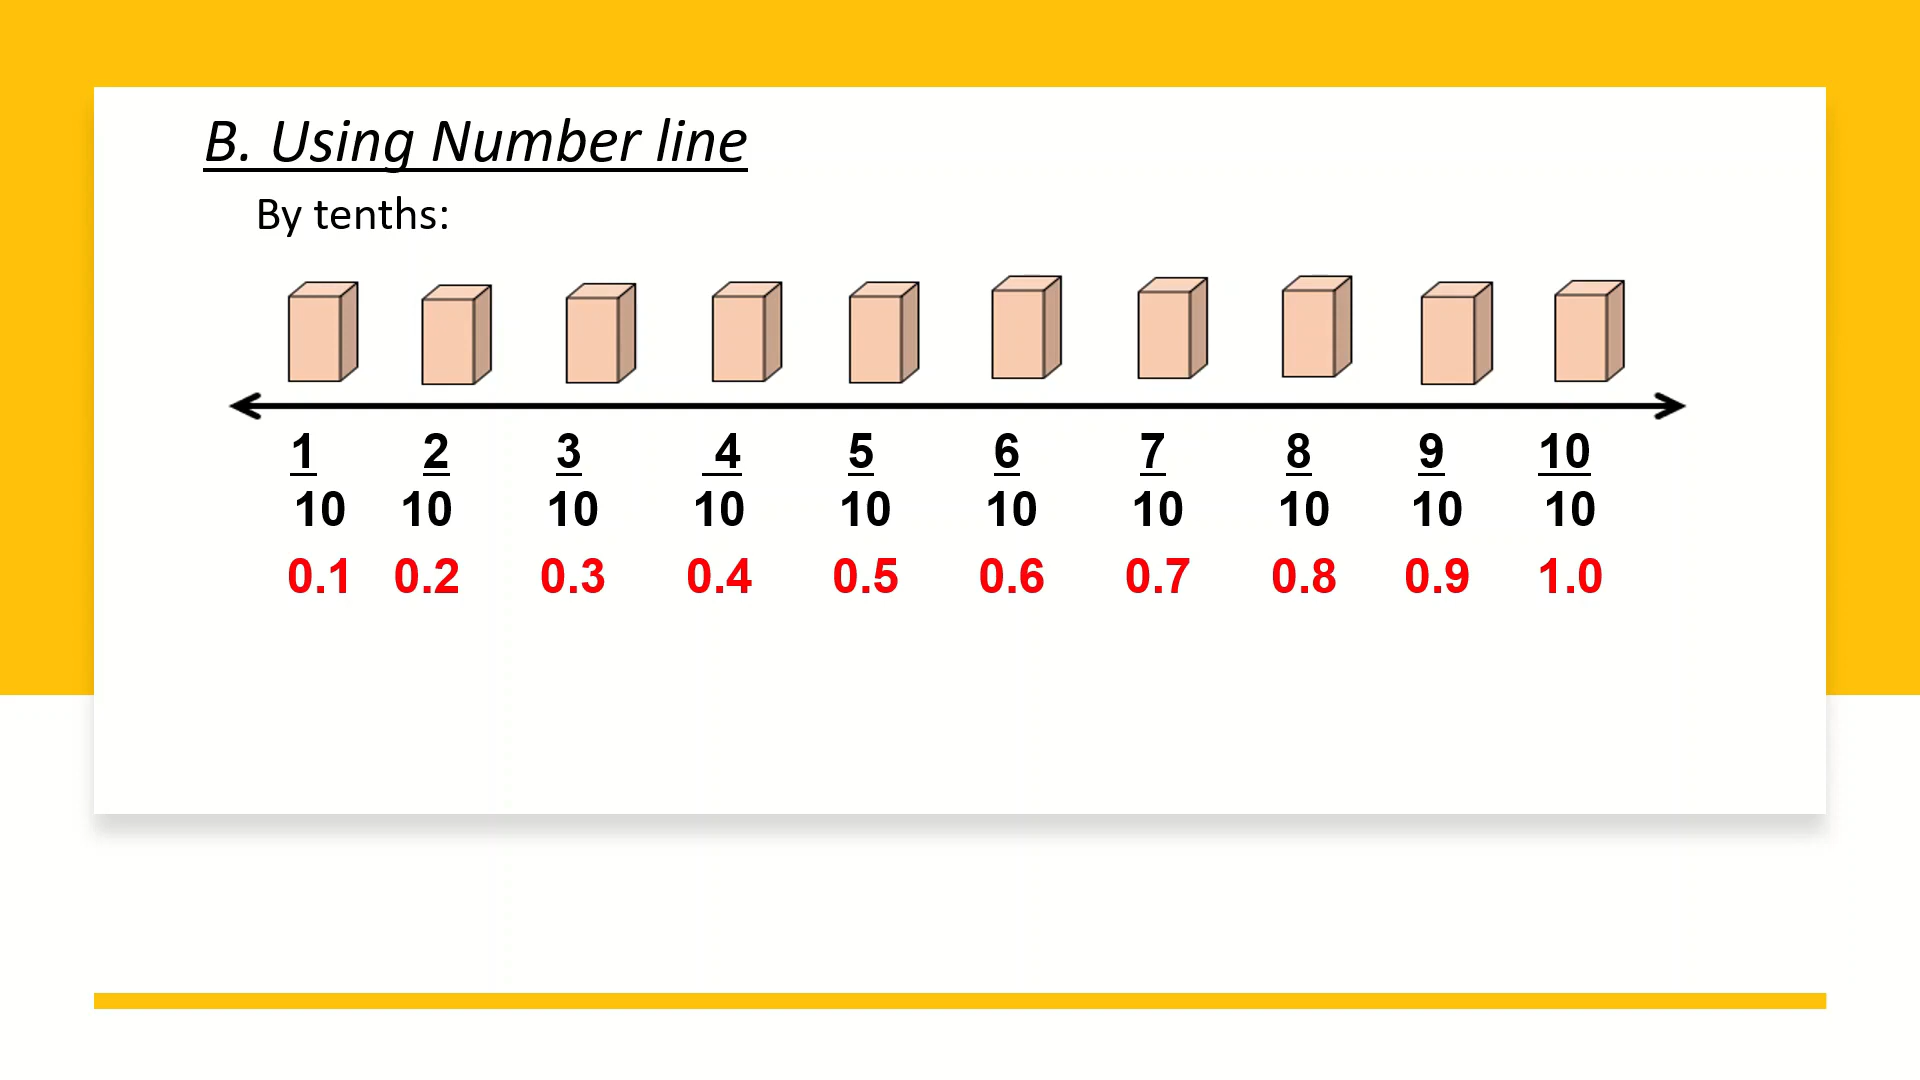 B. Using Number line
By tenths:
1 2 3 4 5 6 7 8 9 10
10 10 10 10 10 10 10 10 10 10
0.1 0.2 0.3 0.4 0.5 0.6 0.7 0.8 0.9 1.0